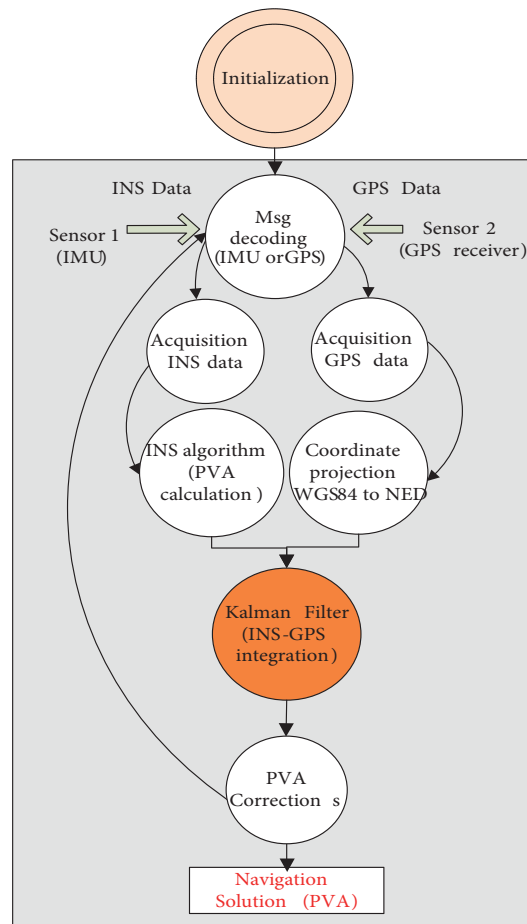 Initialization
INS Data
GPS Data
Sensor 1
(IMU)
Msg
decoding
(IMU orGPS)
Sensor 2
(GPS receiver)
Acquisition
INS data
Acquisition
GPS data
INS algorithm
(PVA
calculation )
Coordinate
projection
WGS84 to NED
Kalman Filter
(INS-GPS
integration)
PVA
Correction s
Navigation
Solution (PVA)